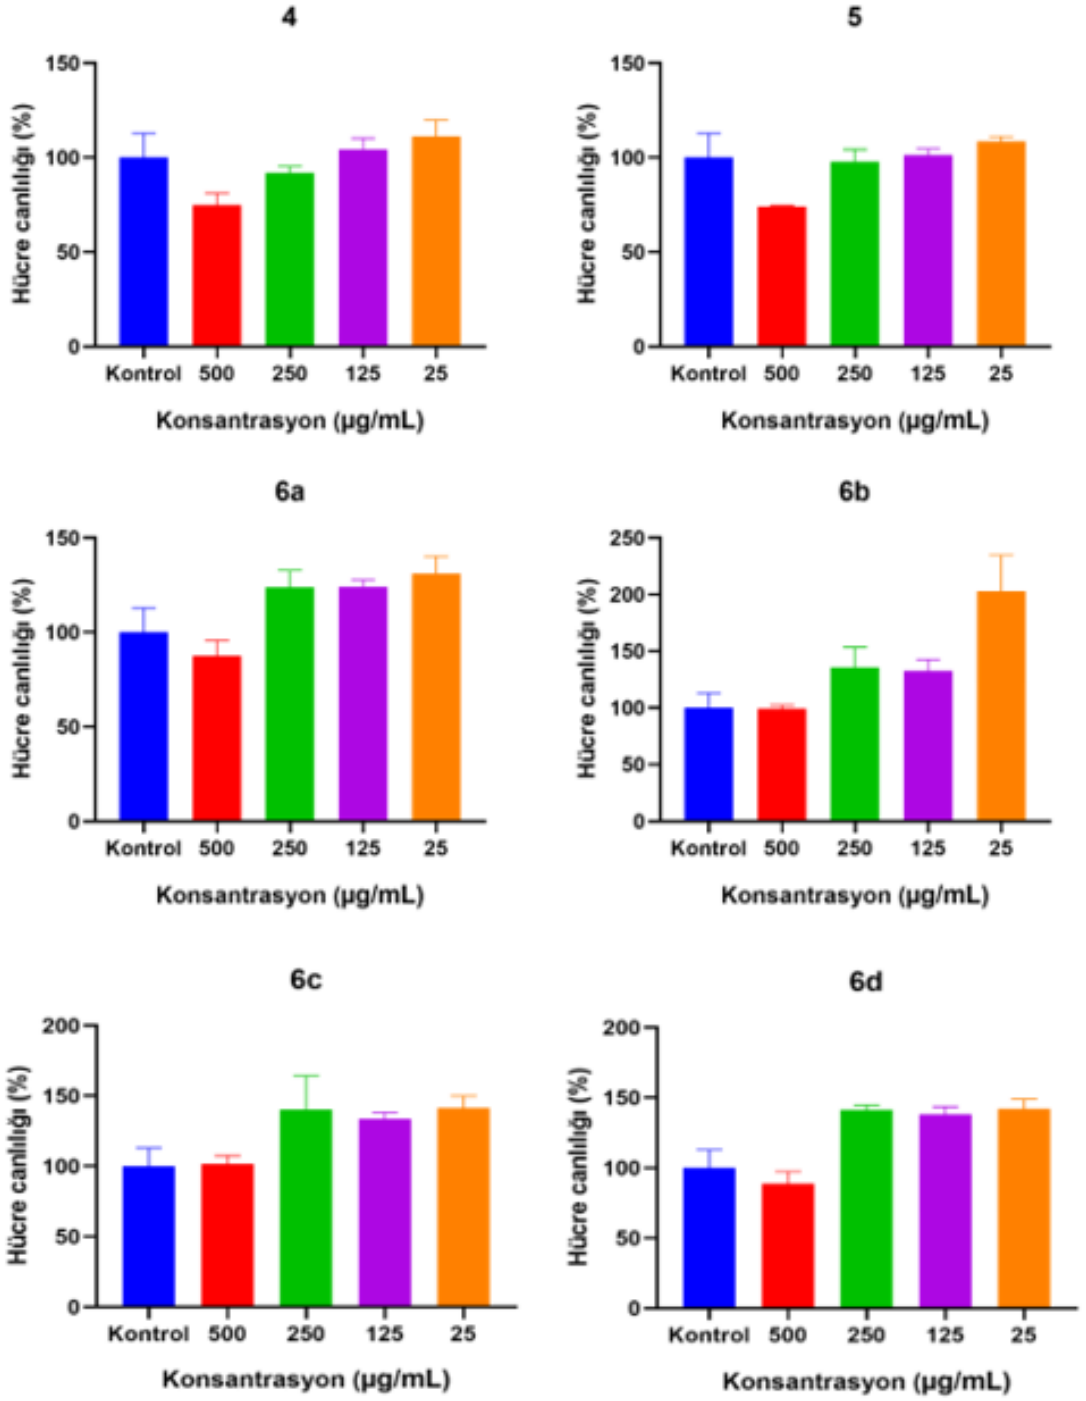 4
150
100
50
0
Hücre canlılığı (%)
Kontrol 500 250 125 25
Konsantrasyon (µg/mL)
5
150
100
50
0
Hücre canlılığı (%)
Kontrol 500 250 125 25
Konsantrasyon (µg/mL)
6a
150
100
50
0
Hücre canlılığı (%)
Kontrol 500 250 125 25
Konsantrasyon (µg/mL)
6b
250
200
150
100
50
0
Hücre canlılığı (%)
Kontrol 500 250 125 25
Konsantrasyon (µg/mL)
6c
200
150
100
50
0
Hücre canlılığı (%)
Kontrol 500 250 125 25
Konsantrasyon (µg/mL)
6d
200
150
100
50
0
Hücre canlılığı (%)
Kontrol 500 250 125 25
Konsantrasyon (µg/mL)